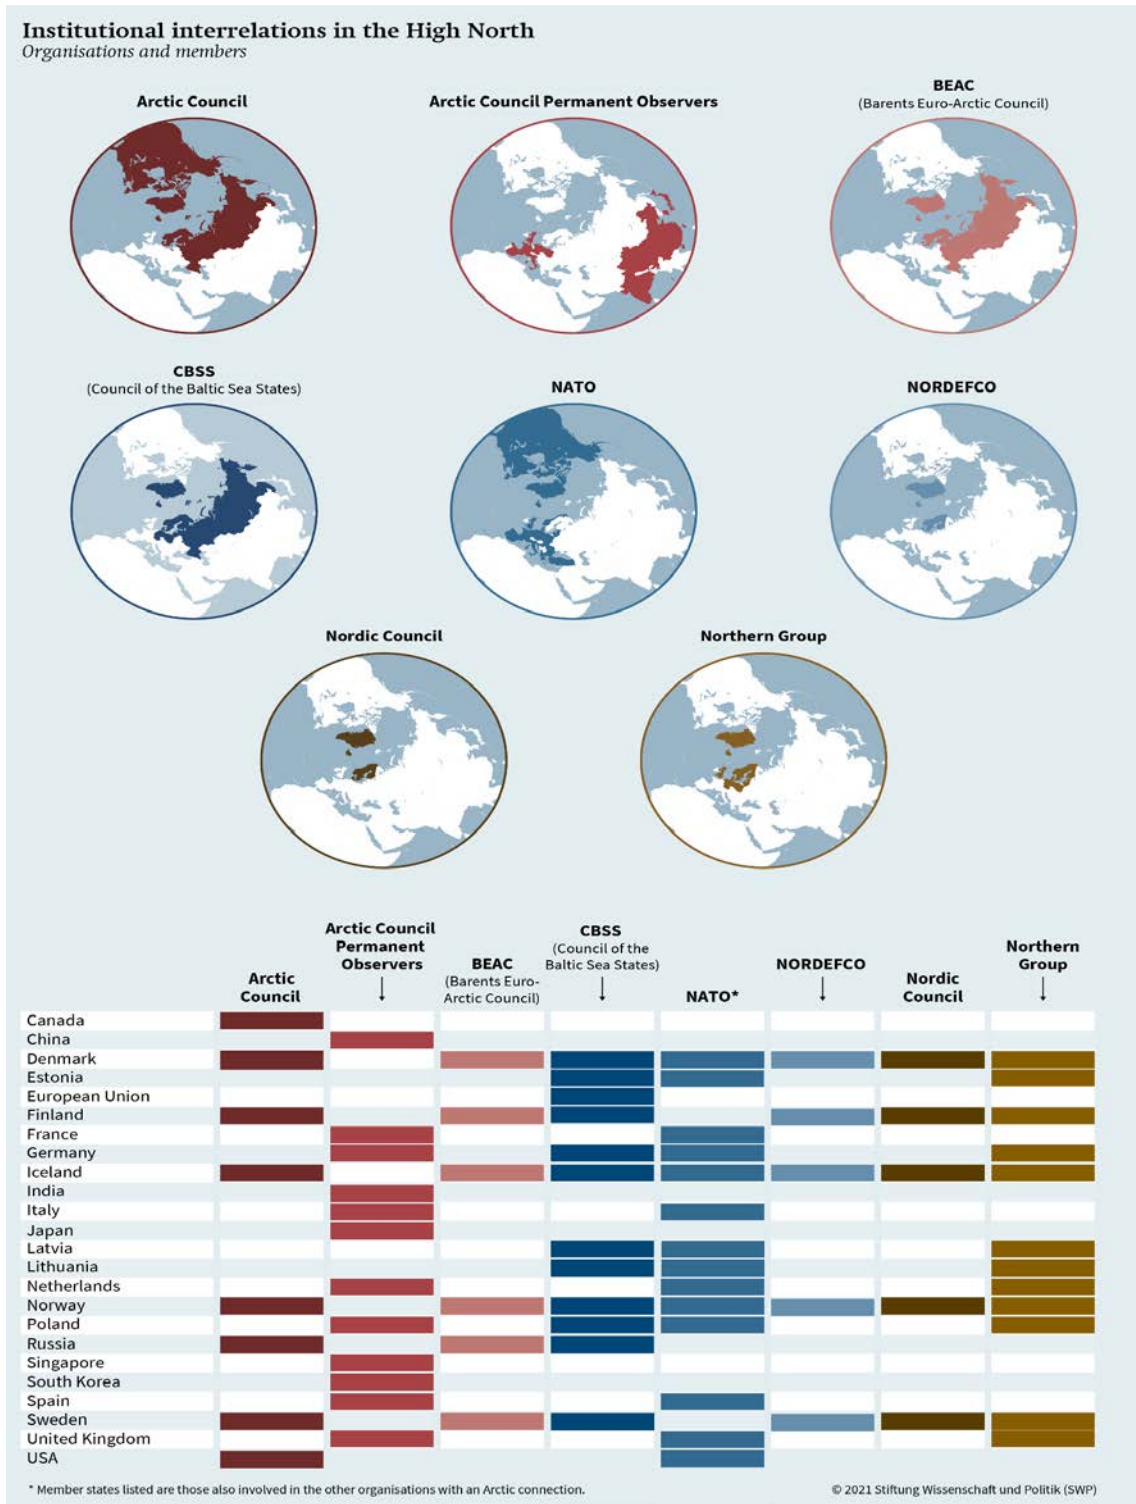 Institutional interrelations in the High North
Organisations and members
Arctic Council
Arctic Council Permanent Observers
BEAC
(Barents Euro-Arctic Council)
CBSS
(Council of the Baltic Sea States)
NATO
NORDEFCO
Nordic Council
Northern Group
Arctic
Council
Arctic Council
Permanent
Observers
BEAC
(Barents Euro-
Arctic Council)
CBSS
(Council of the
Baltic Sea States)
NATO*
NORDEFCO
Nordic
Council
Northern
Group
Canada
China
Denmark
Estonia
European Union
Finland
France
Germany
Iceland
India
Italy
Japan
Latvia
Lithuania
Netherlands
Norway
Poland
Russia
Singapore
South Korea
Spain
Sweden
United Kingdom
USA
* Member states listed are those also involved in the other organisations with an Arctic connection.
© 2021 Stiftung Wissenschaft und Politik (SWP)